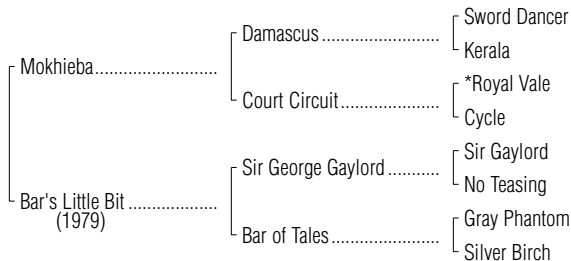 Sword Dancer
Damascus
Kerala
Mokhieba
*Royal Vale
Court Circuit
Cycle
Sir Gaylord
Sir George Gaylord
No Teasing
Bar's Little Bit
(1979)
Gray Phantom
Bar of Tales
Silver Birch